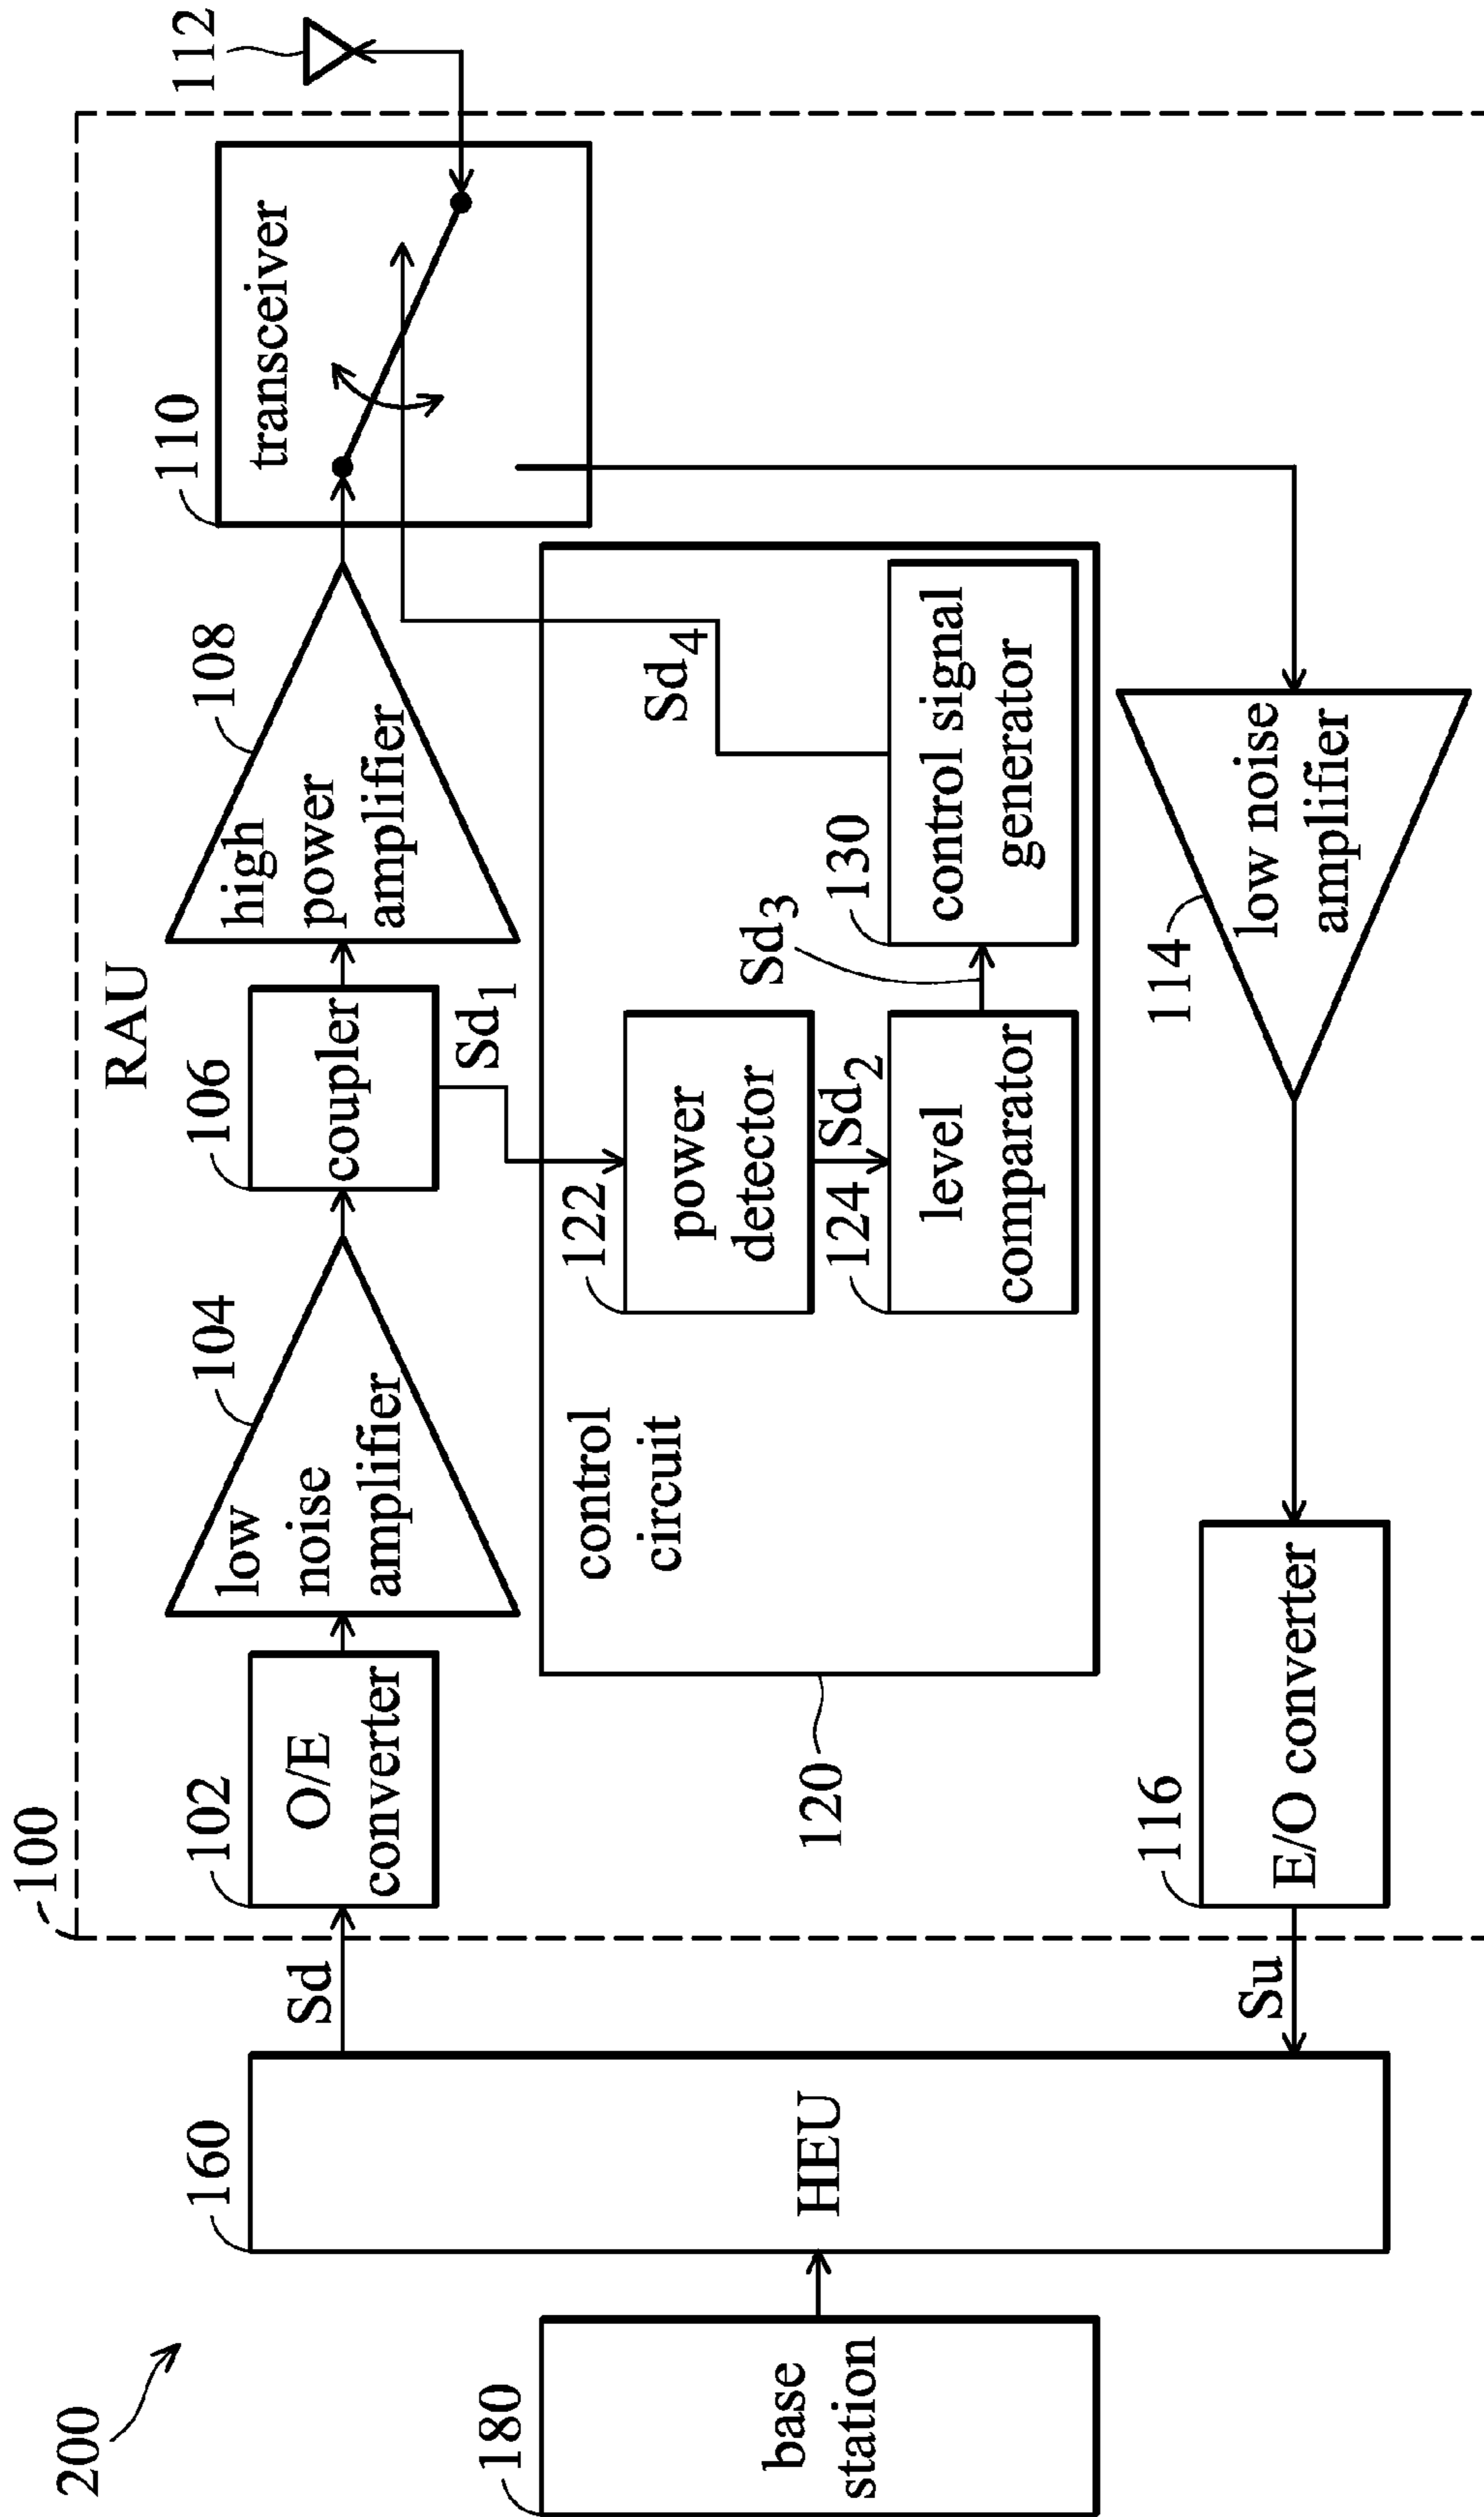 200
180
base
station
160
HEU
Sd
Su
100
RAU
102
O/E
converter
104
low
noise
amplifier
106
coupler
Sd1
108
high
power
amplifier
110
transceiver
112
120
control
circuit
122
power
detector
Sd2
124
level
comparator
Sd3
130
control signal
generator
Sd4
114
low noise
amplifier
116
E/O converter